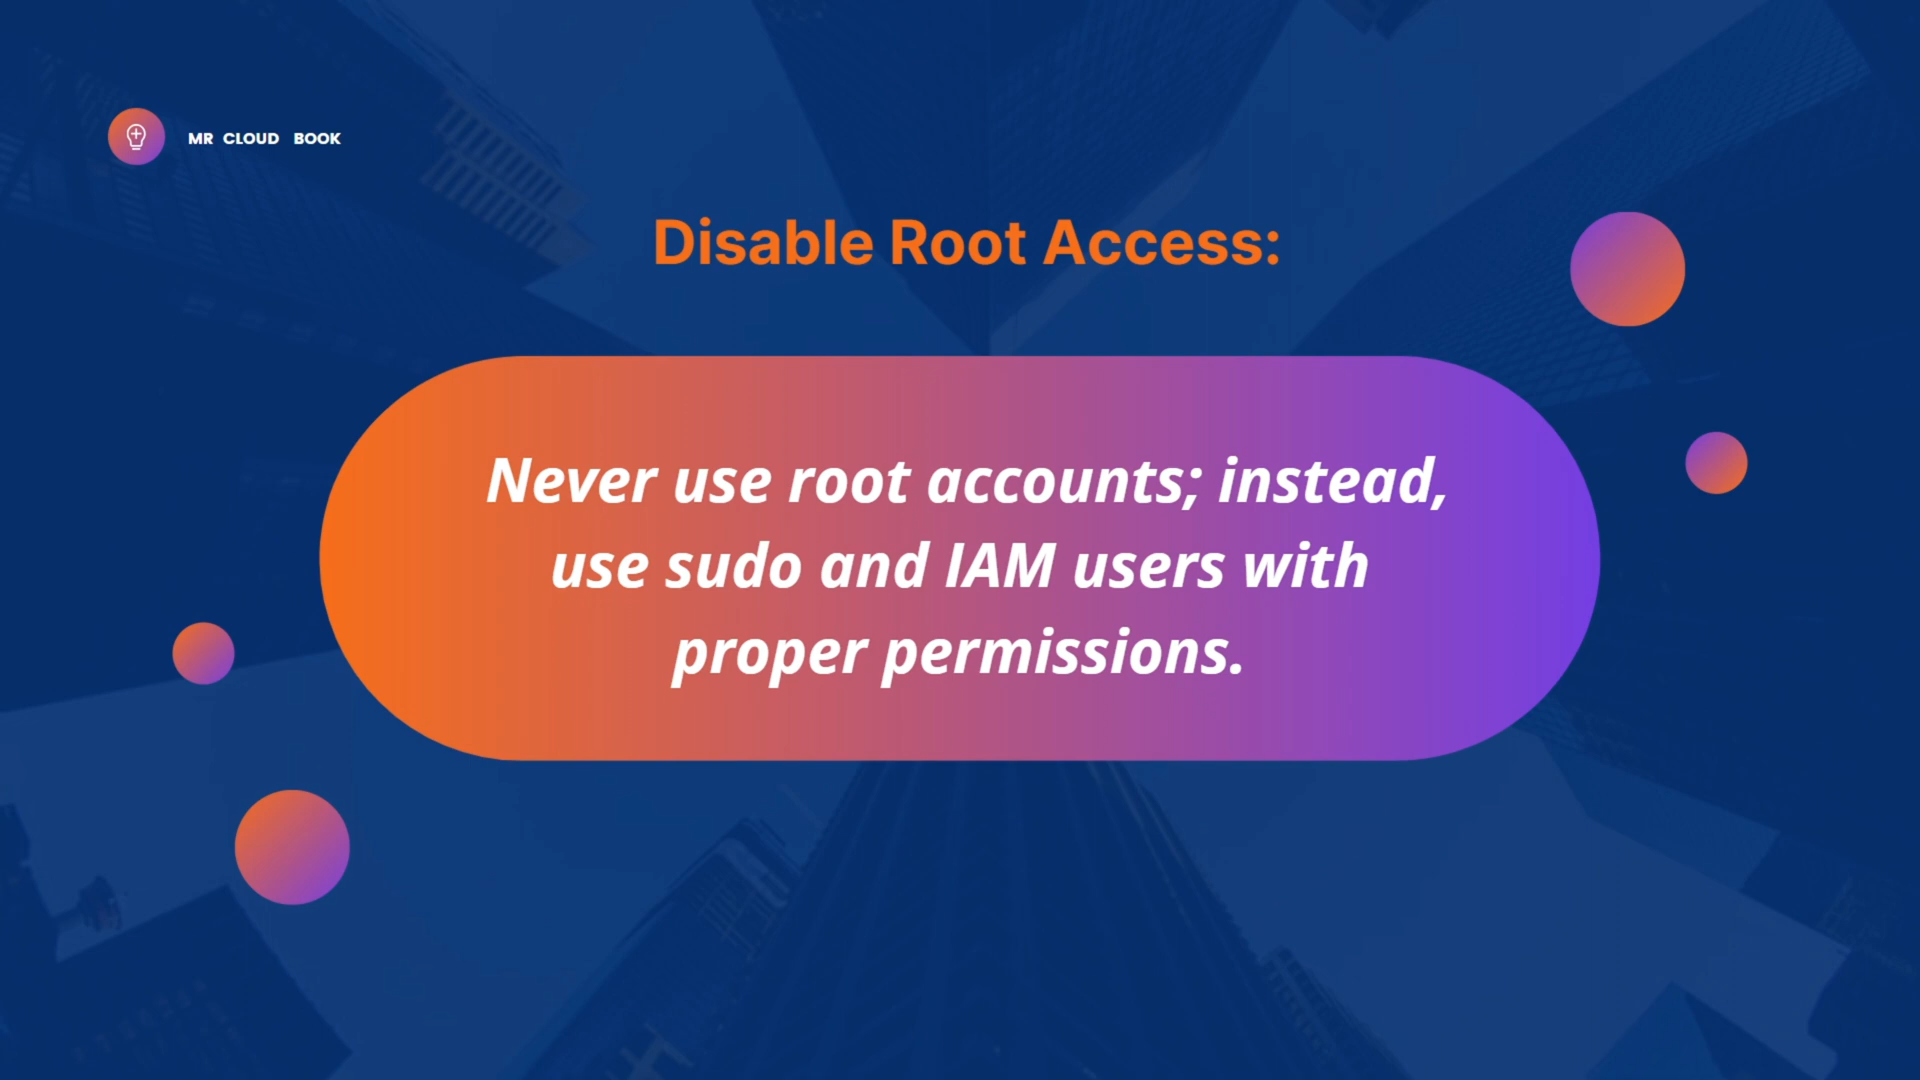 MR CLOUD BOOK
Disable Root Access:
Never use root accounts; instead,
use sudo and IAM users with
proper permissions.